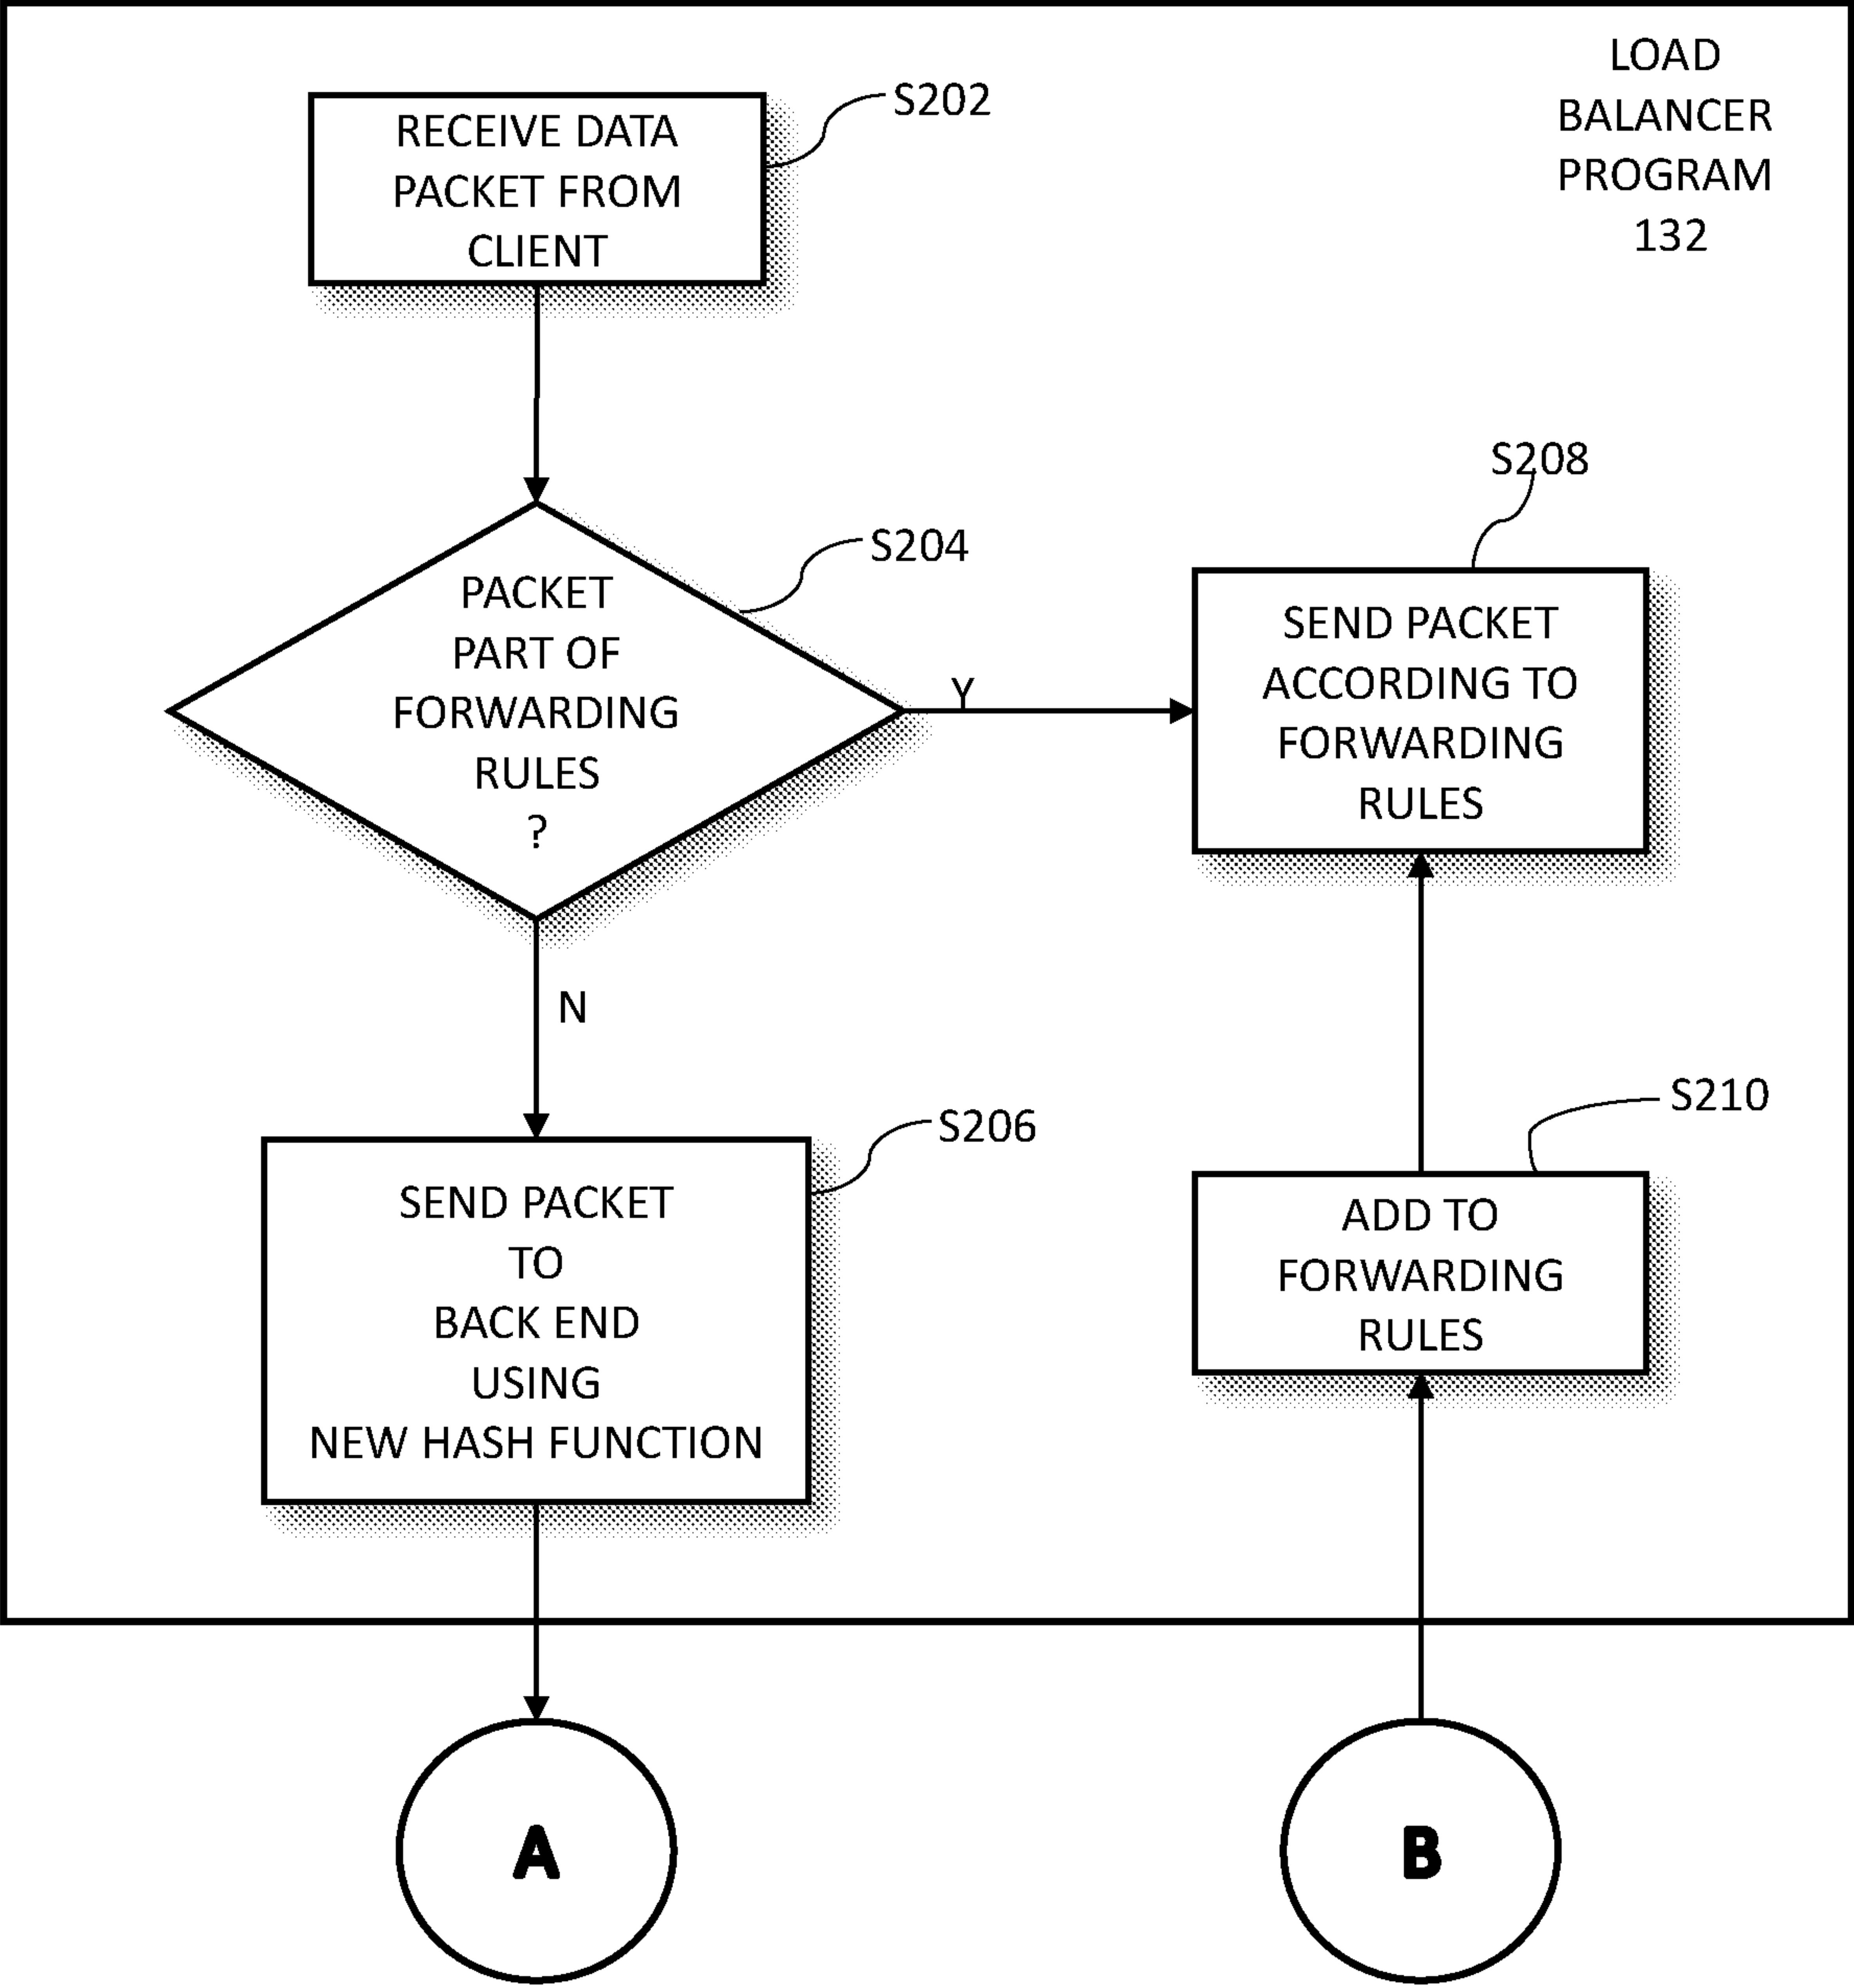 LOAD
BALANCER
PROGRAM
132
S202
RECEIVE DATA
PACKET FROM
CLIENT
S204
PACKET
PART OF
FORWARDING
RULES
?
Y
N
S208
SEND PACKET
ACCORDING TO
FORWARDING
RULES
S206
SEND PACKET
TO
BACK END
USING
NEW HASH FUNCTION
S210
ADD TO
FORWARDING
RULES
A
B